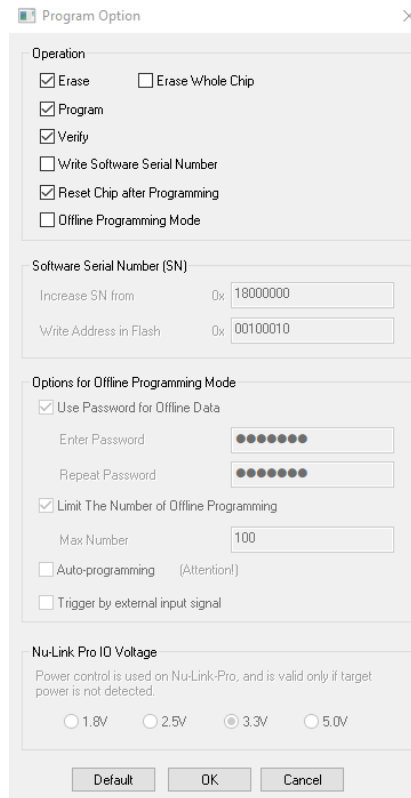 Program Option
Operation
Erase Erase Whole Chip
Program
Verify
Write Software Serial Number
Reset Chip after Programming
Offline Programming Mode
Software Serial Number (SN)
Increase SN from 0x 18000000
Write Address in Flash 0x 00100010
Options for Offline Programming Mode
Use Password for Offline Data
Enter Password ●●●●●●●
Repeat Password ●●●●●●●
Limit The Number of Offline Programming
Max Number 100
Auto-programming (Attention!)
Trigger by external input signal
Nu-Link Pro IO Voltage
Power control is used on Nu-Link-Pro, and is valid only if target
power is not detected.
1.8V 2.5V 3.3V 5.0V
Default OK Cancel